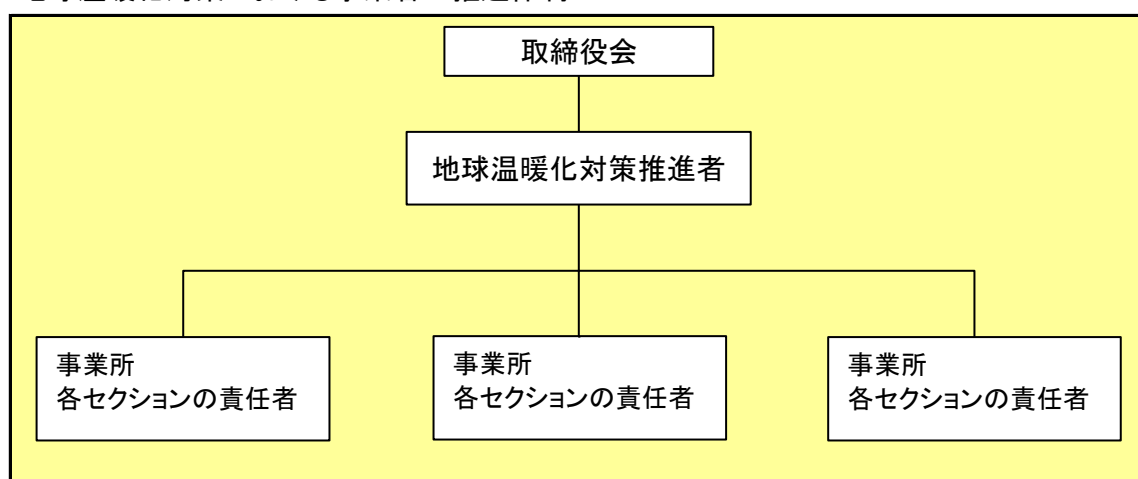 取締役会
地球温暖化対策推進者
事業所
各セクションの責任者
事業所
各セクションの責任者
事業所
各セクションの責任者